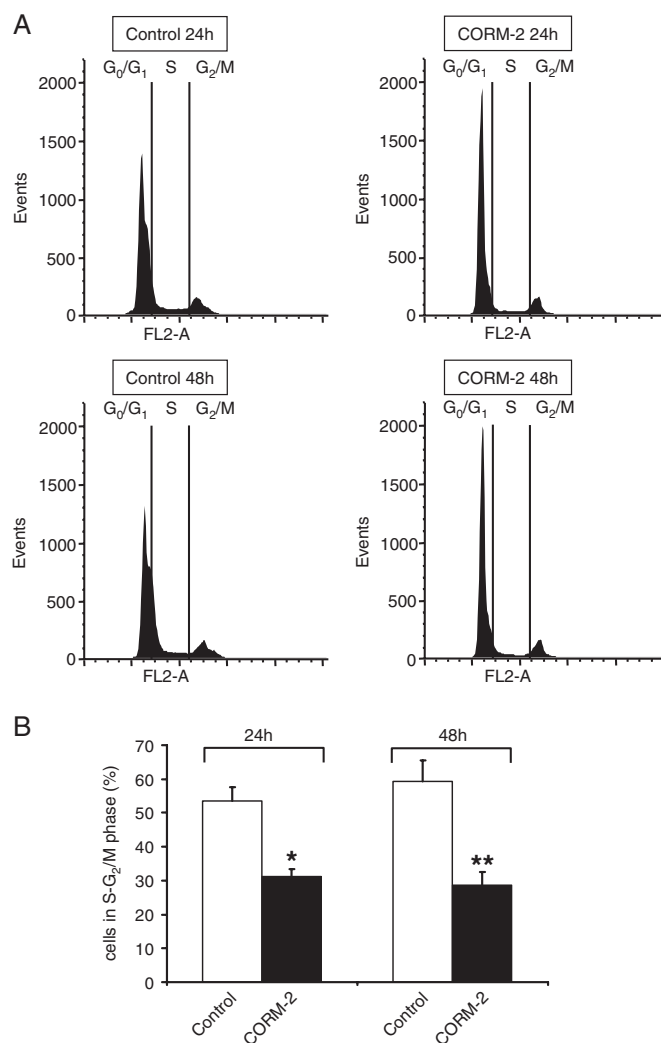 A
Control 24h
G₀/G₁ S G₂/M
2000
1500
1000
500
0
Events
FL2-A
CORM-2 24h
G₀/G₁ S G₂/M
2000
1500
1000
500
0
Events
FL2-A
Control 48h
G₀/G₁ S G₂/M
2000
1500
1000
500
0
Events
FL2-A
CORM-2 48h
G₀/G₁ S G₂/M
2000
1500
1000
500
0
Events
FL2-A
B
24h 48h
70
60
50
40
30
20
10
0
cells in S-G₂/M phase (%)
* **
Control CORM-2 Control CORM-2